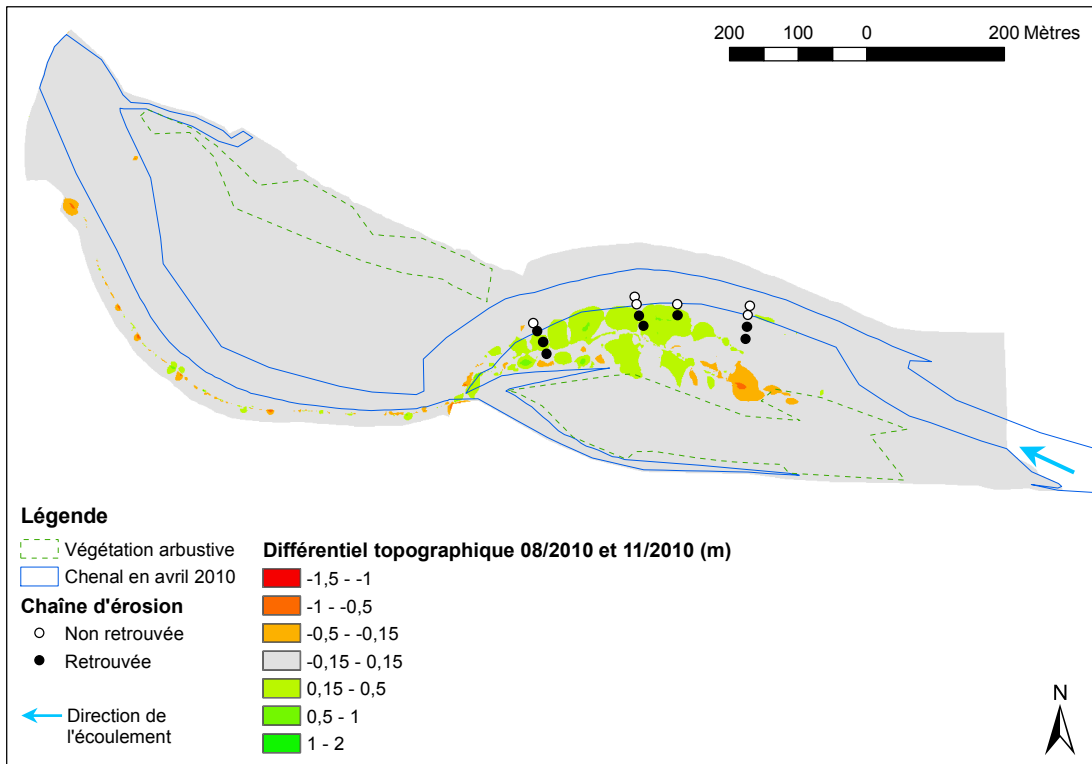 200 100 0 200 Mètres
Légende
Végétation arbustive
Chenal en avril 2010
Chaîne d'érosion
Non retrouvée
Retrouvée
Direction de
l'écoulement
Différentiel topographique 08/2010 et 11/2010 (m)
-1,5 - -1
-1 - -0,5
-0,5 - -0,15
-0,15 - 0,15
0,15 - 0,5
0,5 - 1
1 - 2
N